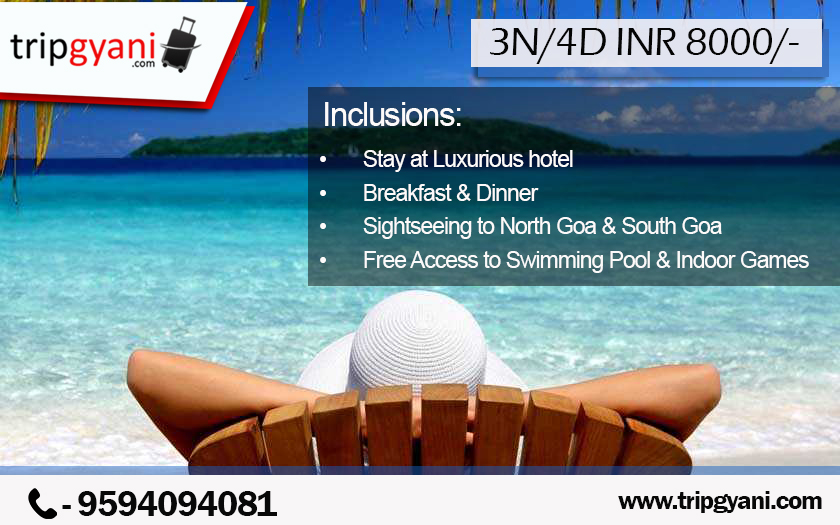 tripgyani
.com
3N/4D INR 8000/-
Inclusions:
• Stay at Luxurious hotel
• Breakfast & Dinner
• Sightseeing to North Goa & South Goa
• Free Access to Swimming Pool & Indoor Games
- 9594094081
www.tripgyani.com